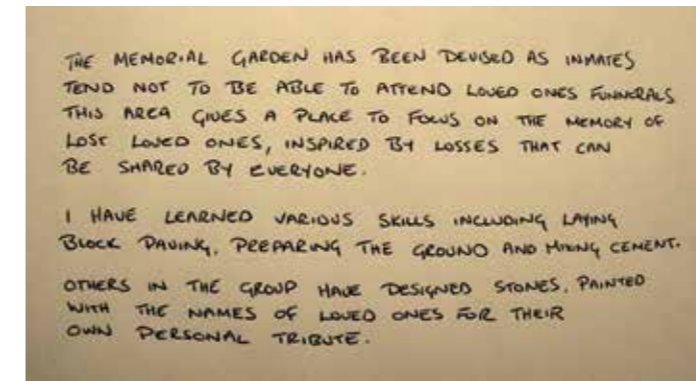 THE MEMORIAL GARDEN HAS BEEN DEVISED AS INMATES
TEND NOT TO BE ABLE TO ATTEND LOVED ONES FUNNERALS
THIS AREA GIVES A PLACE TO FOCUS ON THE MEMORY OF
LOST LOVED ONES, INSPIRED BY LOSSES THAT CAN
BE SHARED BY EVERYONE.
I HAVE LEARNED VARIOUS SKILLS INCLUDING LAYING
BLOCK PAVING, PREPARING THE GROUND AND MIXING CEMENT.
OTHERS IN THE GROUP HAVE DESIGNED STONES, PAINTED
WITH THE NAMES OF LOVED ONES FOR THEIR
OWN PERSONAL TRIBUTE.